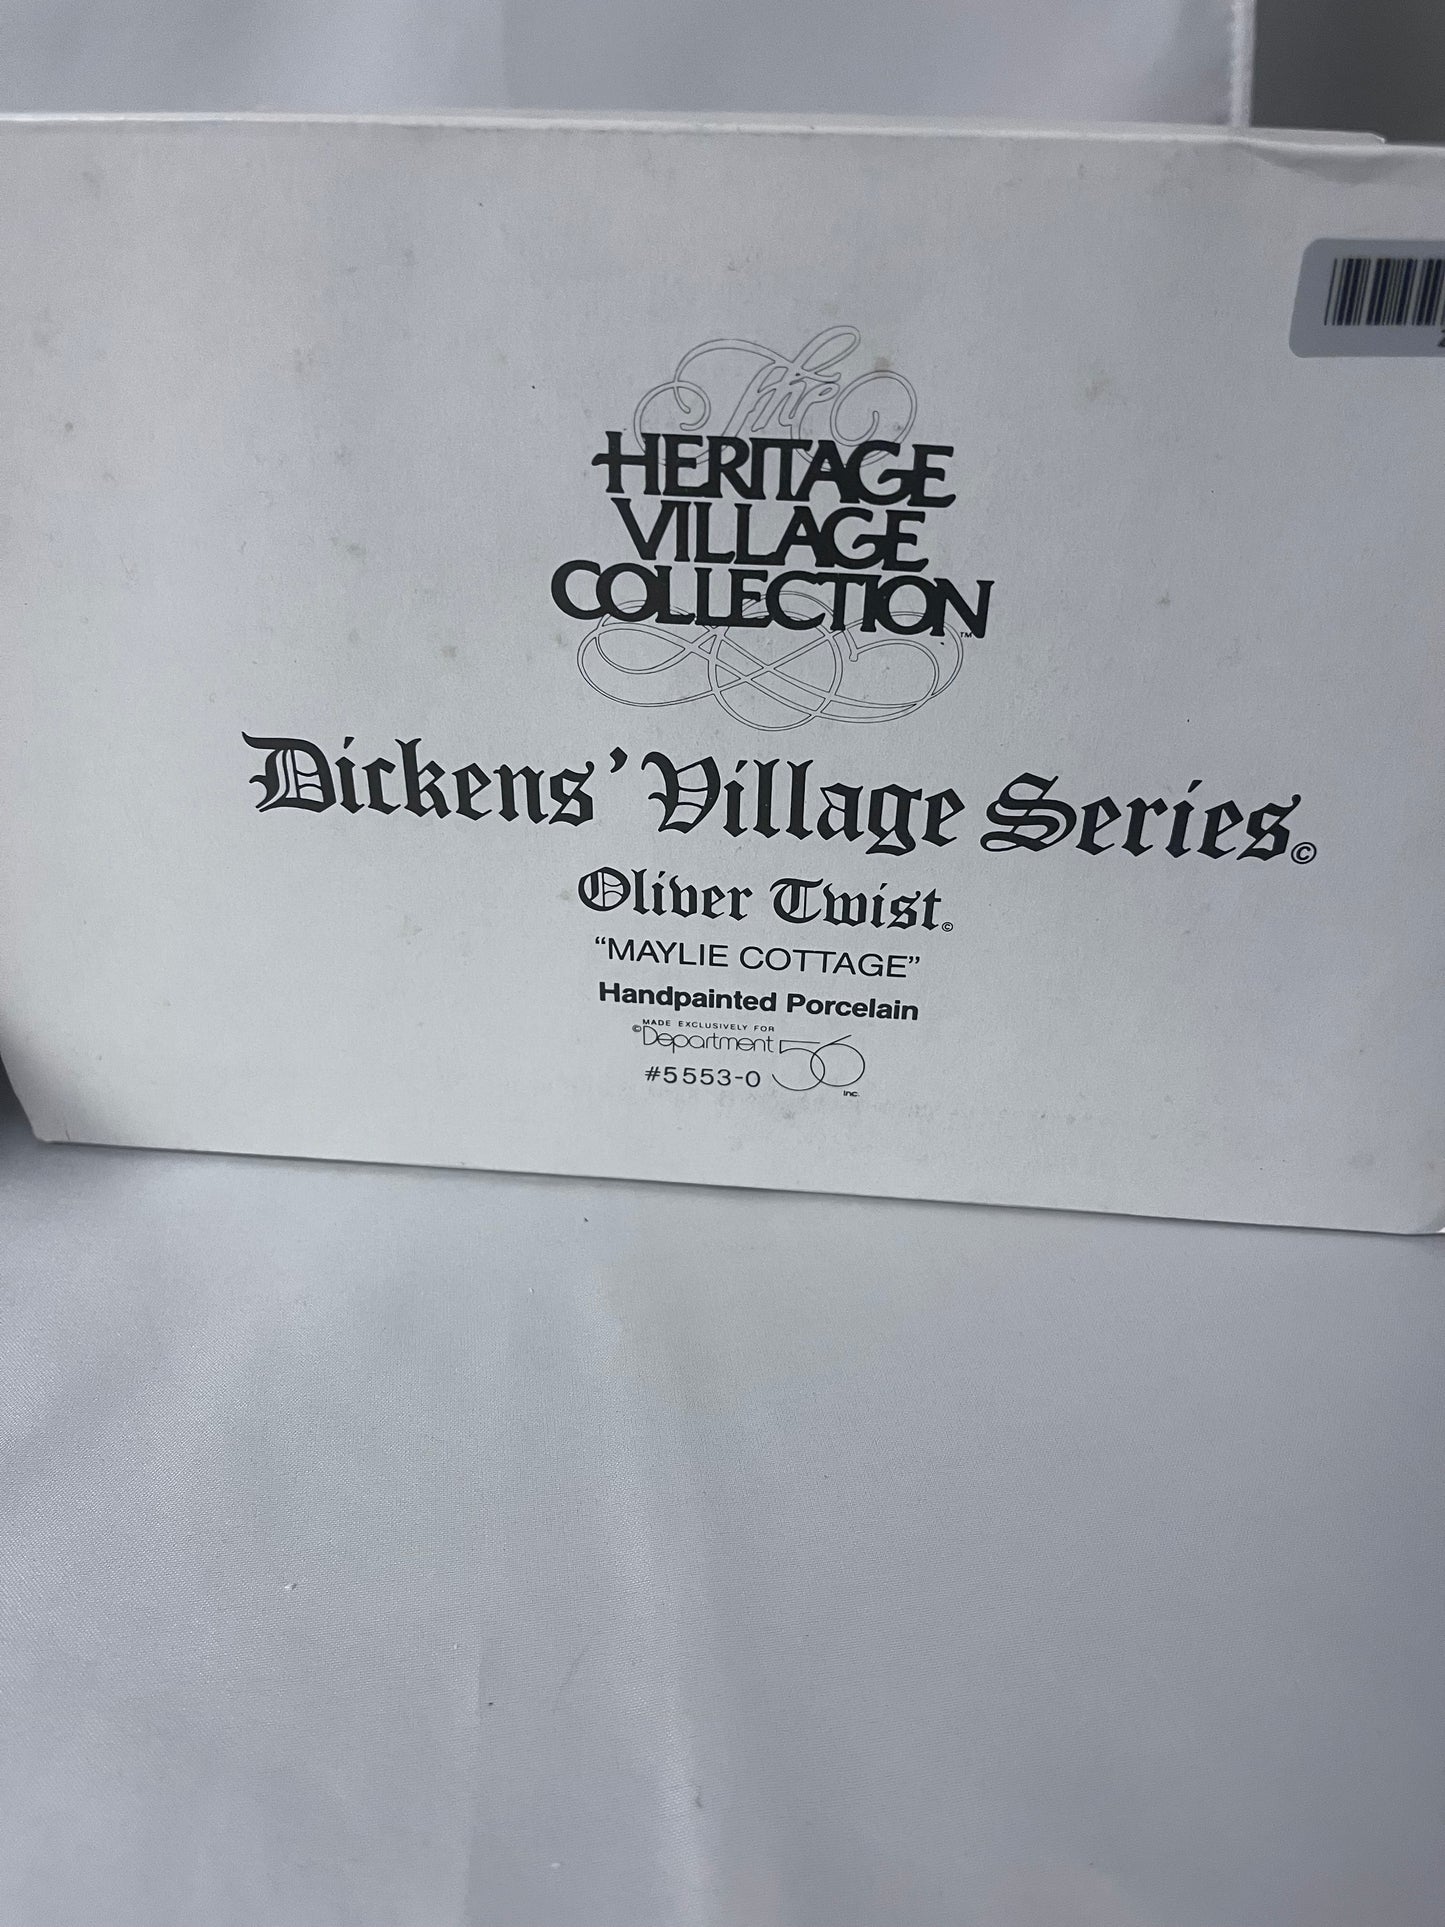 The
HERITAGE
VILLAGE
COLLECTION™
Dickens' Village Series©
Oliver Twist©
“MAYLIE COTTAGE”
Handpainted Porcelain
MADE EXCLUSIVELY FOR
©Department 56
#5553-0
Inc.